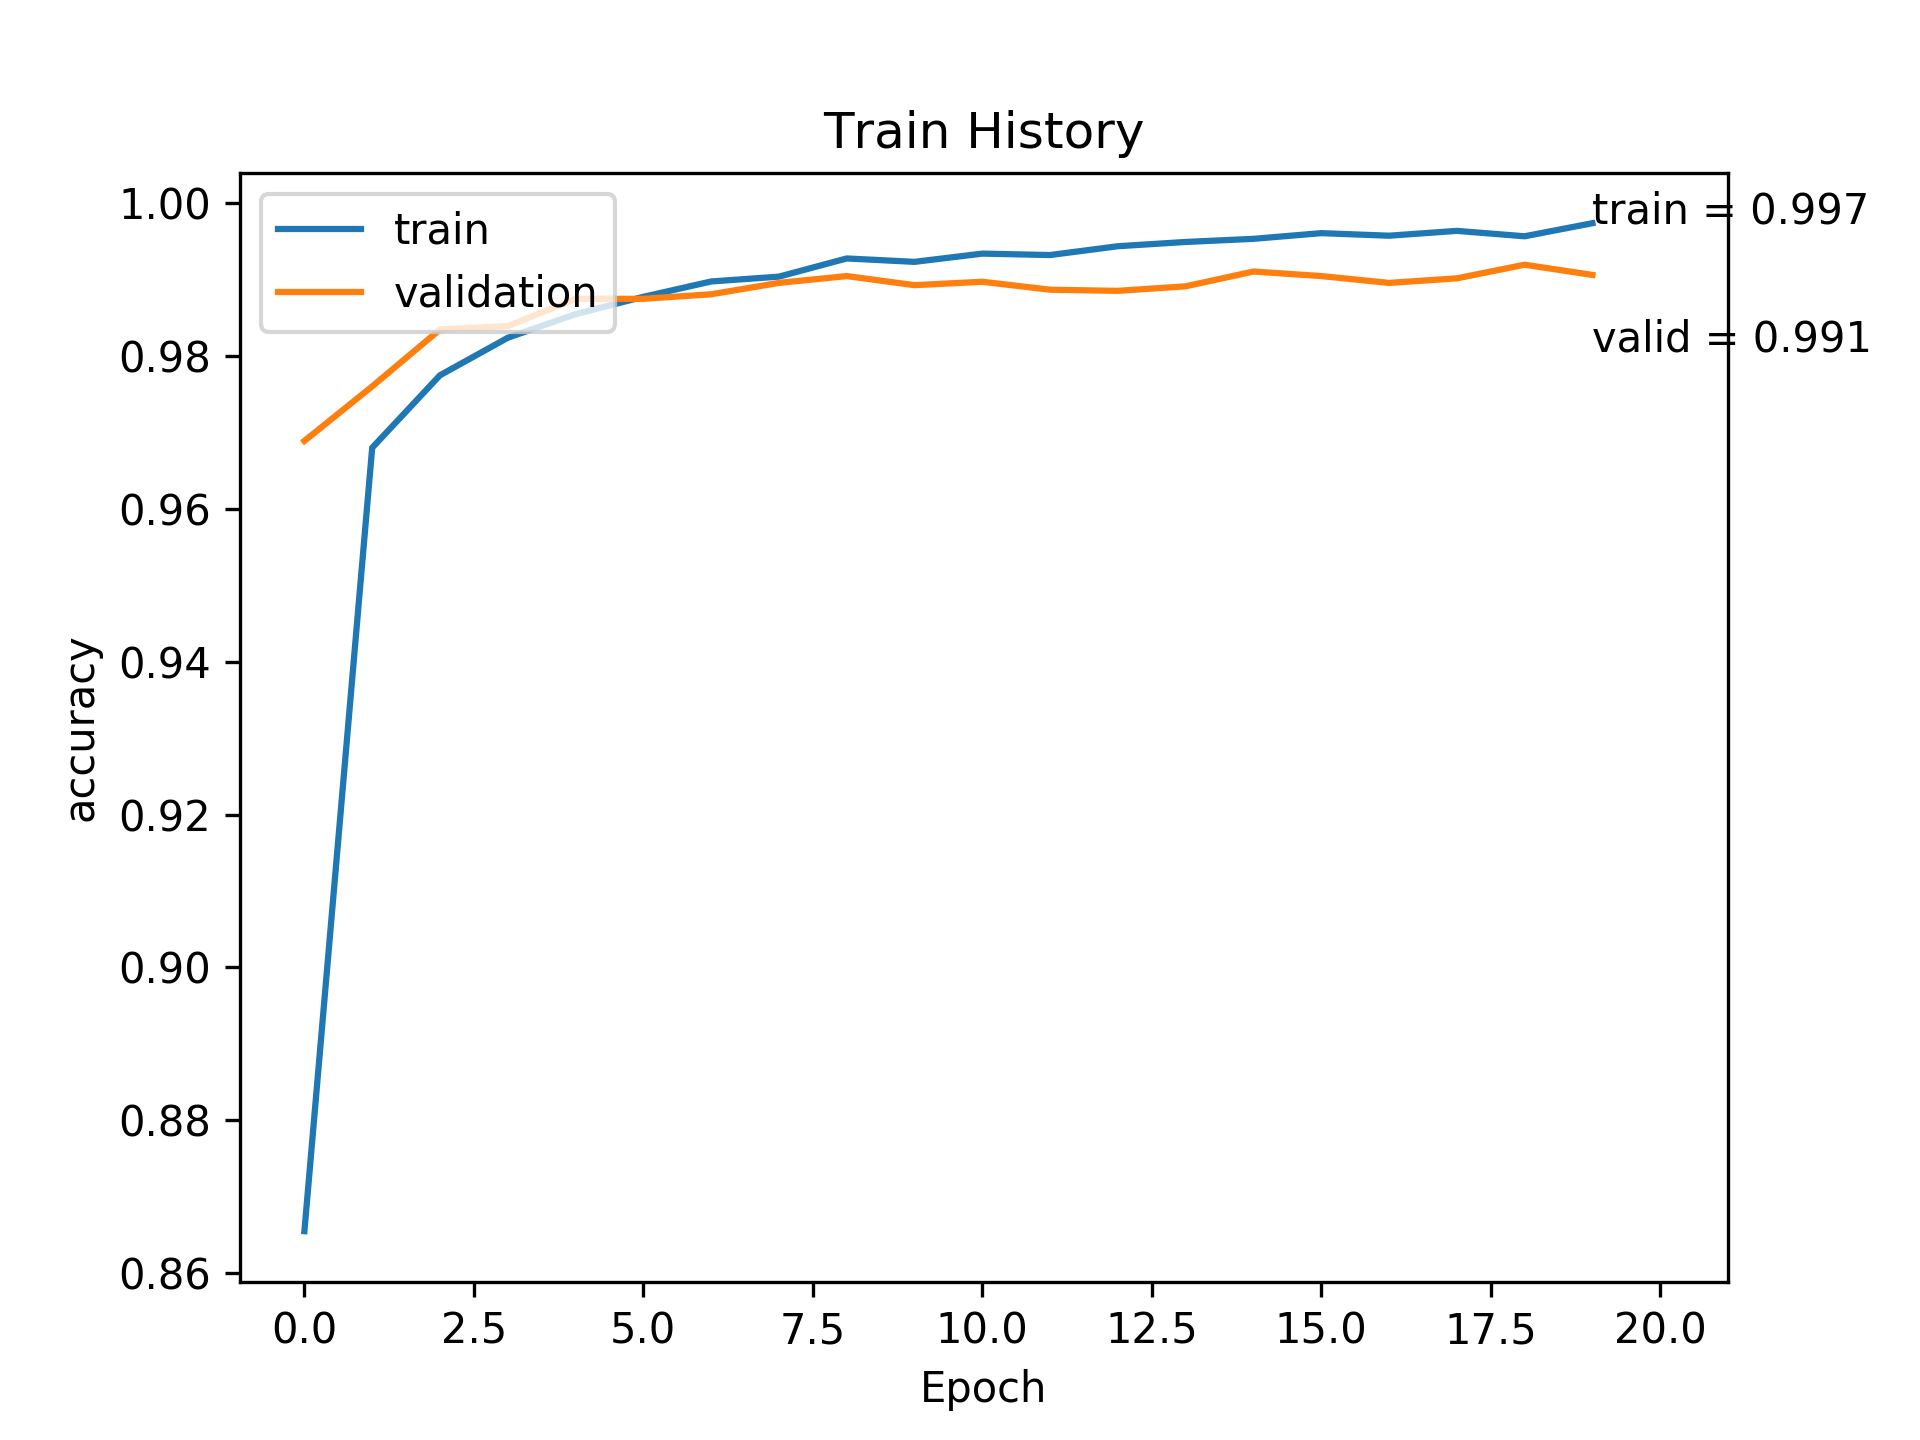 Train History
train
validation
train = 0.997
valid = 0.991
1.00
0.98
0.96
0.94
0.92
0.90
0.88
0.86
accuracy
0.0 2.5 5.0 7.5 10.0 12.5 15.0 17.5 20.0
Epoch